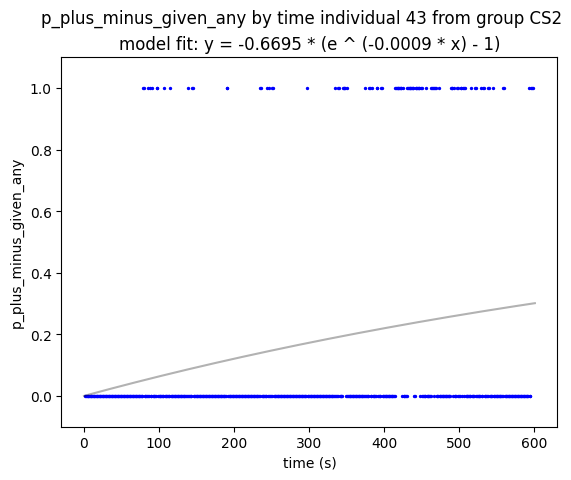 p_plus_minus_given_any by time individual 43 from group CS2
model fit: y = -0.6695 * (e ^ (-0.0009 * x) - 1)
p_plus_minus_given_any
1.0
0.8
0.6
0.4
0.2
0.0
0 100 200 300 400 500 600
time (s)